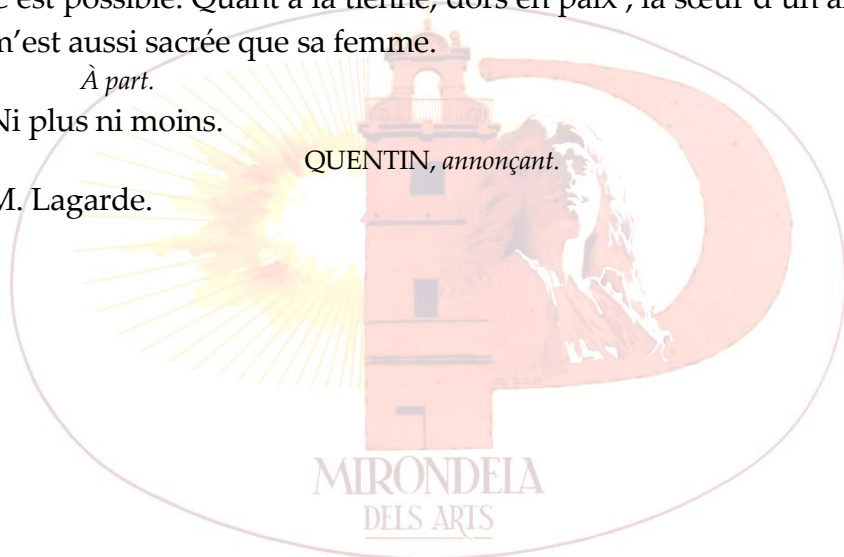 C'est possible. Quant à la tienne, dors en paix ; la sœur d'un a
m'est aussi sacrée que sa femme.
À part.
Ni plus ni moins.
QUENTIN, annonçant.
M. Lagarde.
MIRONDELA
DELS ARTS